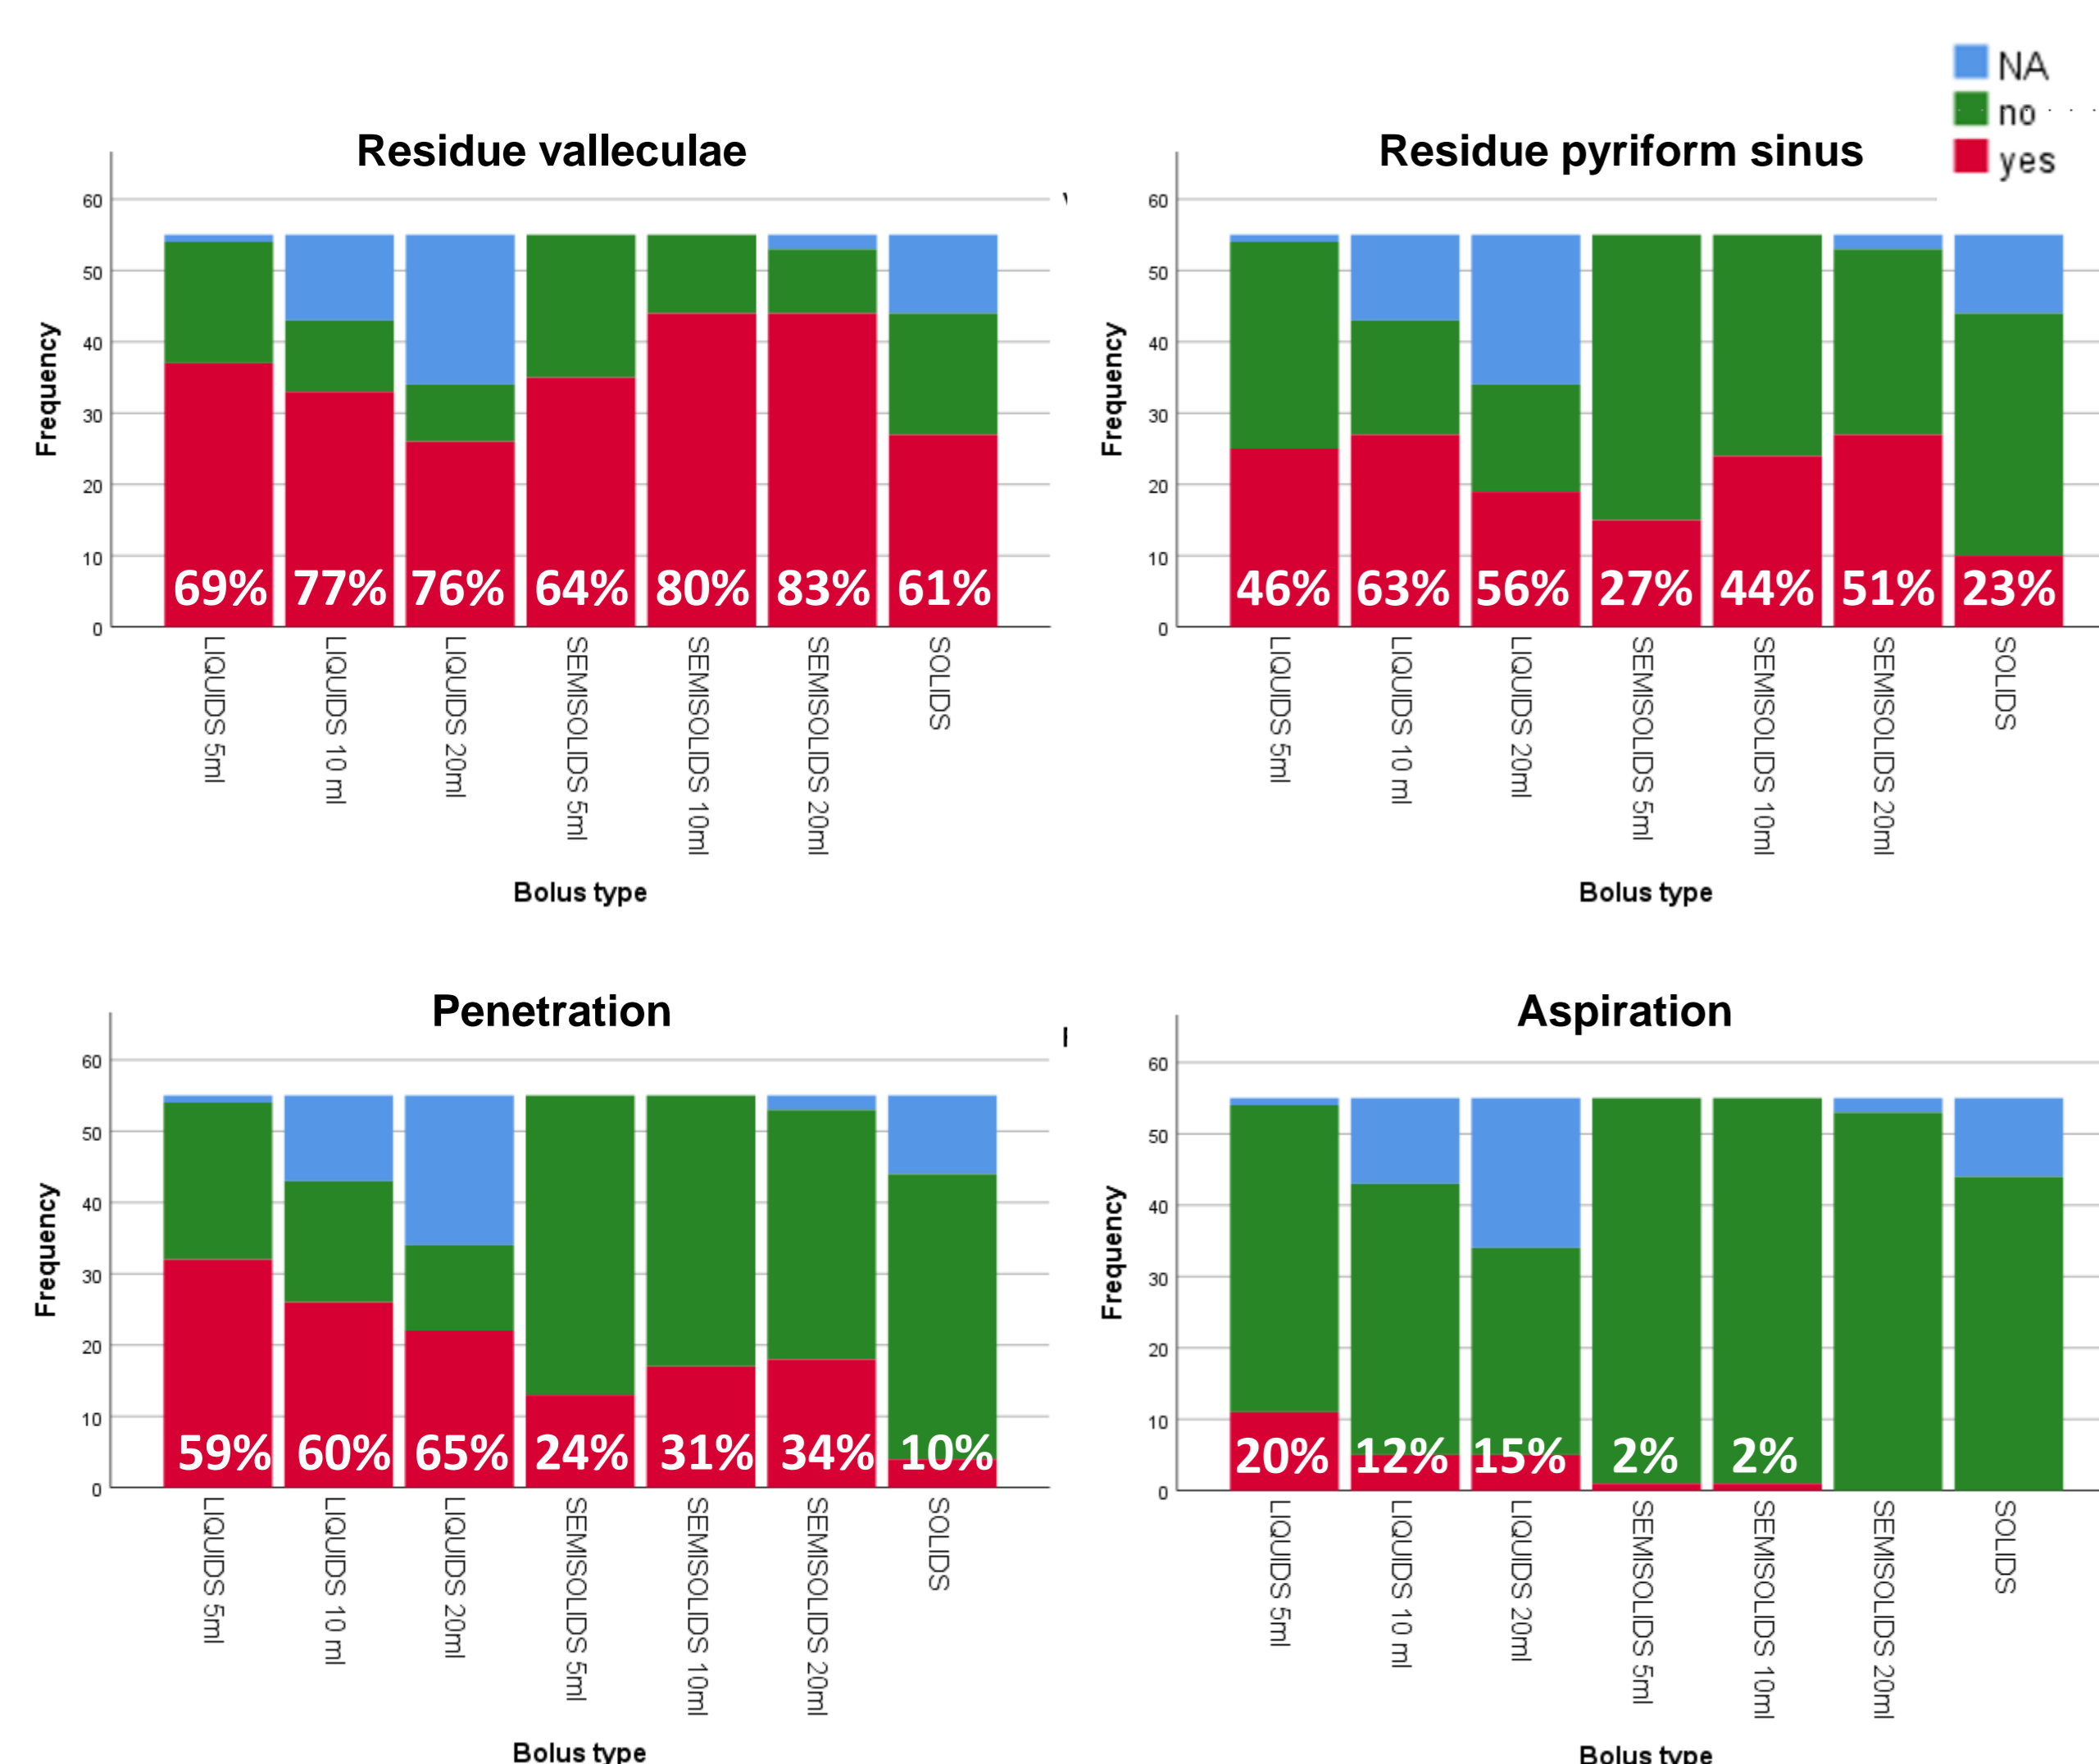 NA
no
yes
Residue valleculae
Frequency
60
50
40
30
20
10
0
69% 77% 76% 64% 80% 83% 61%
LIQUIDS 5ml
LIQUIDS 10 ml
LIQUIDS 20ml
SEMISOLIDS 5ml
SEMISOLIDS 10ml
SEMISOLIDS 20ml
SOLIDS
Bolus type
Residue pyriform sinus
Frequency
60
50
40
30
20
10
0
46% 63% 56% 27% 44% 51% 23%
LIQUIDS 5ml
LIQUIDS 10 ml
LIQUIDS 20ml
SEMISOLIDS 5ml
SEMISOLIDS 10ml
SEMISOLIDS 20ml
SOLIDS
Bolus type
Penetration
Frequency
60
50
40
30
20
10
0
59% 60% 65% 24% 31% 34% 10%
LIQUIDS 5ml
LIQUIDS 10 ml
LIQUIDS 20ml
SEMISOLIDS 5ml
SEMISOLIDS 10ml
SEMISOLIDS 20ml
SOLIDS
Bolus type
Aspiration
Frequency
60
50
40
30
20
10
0
20% 12% 15% 2% 2%
LIQUIDS 5ml
LIQUIDS 10 ml
LIQUIDS 20ml
SEMISOLIDS 5ml
SEMISOLIDS 10ml
SEMISOLIDS 20ml
SOLIDS
Bolus type